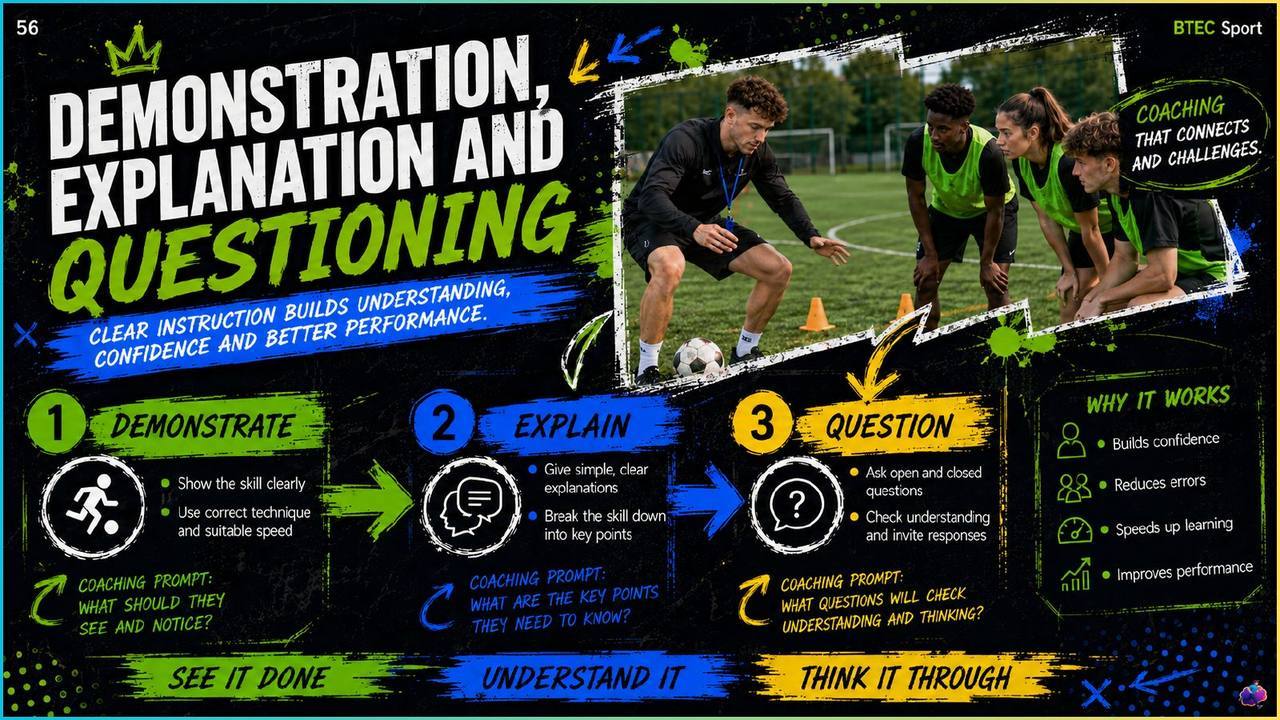 56
BTEC Sport
DEMONSTRATION,
EXPLANATION AND
QUESTIONING
CLEAR INSTRUCTION BUILDS UNDERSTANDING,
CONFIDENCE AND BETTER PERFORMANCE.
COACHING
THAT CONNECTS
AND CHALLENGES.
1 DEMONSTRATE
Show the skill clearly
Use correct technique
and suitable speed
COACHING PROMPT:
WHAT SHOULD THEY
SEE AND NOTICE?
2 EXPLAIN
Give simple, clear
explanations
Break the skill down
into key points
COACHING PROMPT:
WHAT ARE THE KEY POINTS
THEY NEED TO KNOW?
3 QUESTION
?
Ask open and closed
questions
Check understanding
and invite responses
COACHING PROMPT:
WHAT QUESTIONS WILL CHECK
UNDERSTANDING AND THINKING?
WHY IT WORKS
Builds confidence
Reduces errors
Speeds up learning
Improves performance
SEE IT DONE
UNDERSTAND IT
THINK IT THROUGH